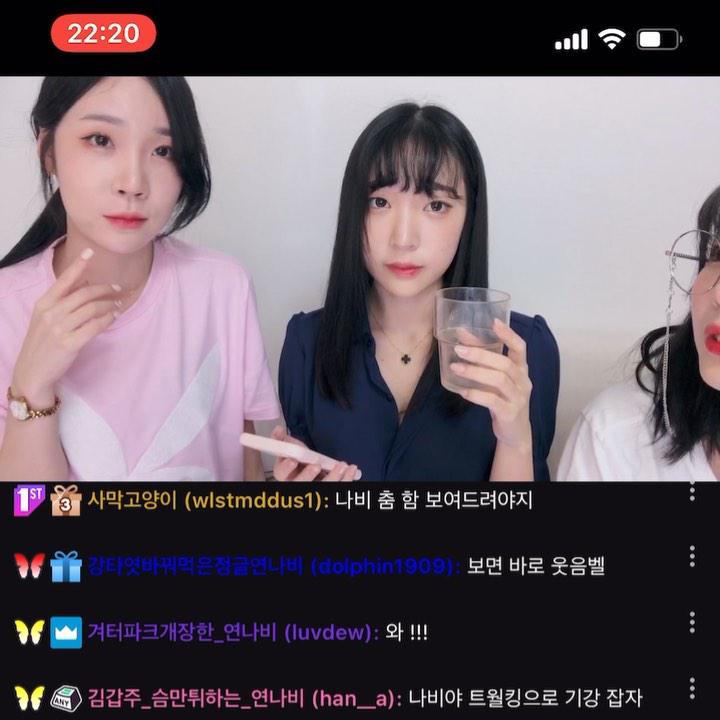 22:20
1ST 3 사막고양이 (wlstmddus1): 나비 춤 함 보여드려야지
강타엿바꿔먹은정글연나비 (dolphin1909): 보면 바로 웃음벨
겨터파크개장한_연나비 (luvdew): 와 !!!
ANY 김갑주_슴만튀하는_연나비 (han__a): 나비야 트월킹으로 기강 잡자